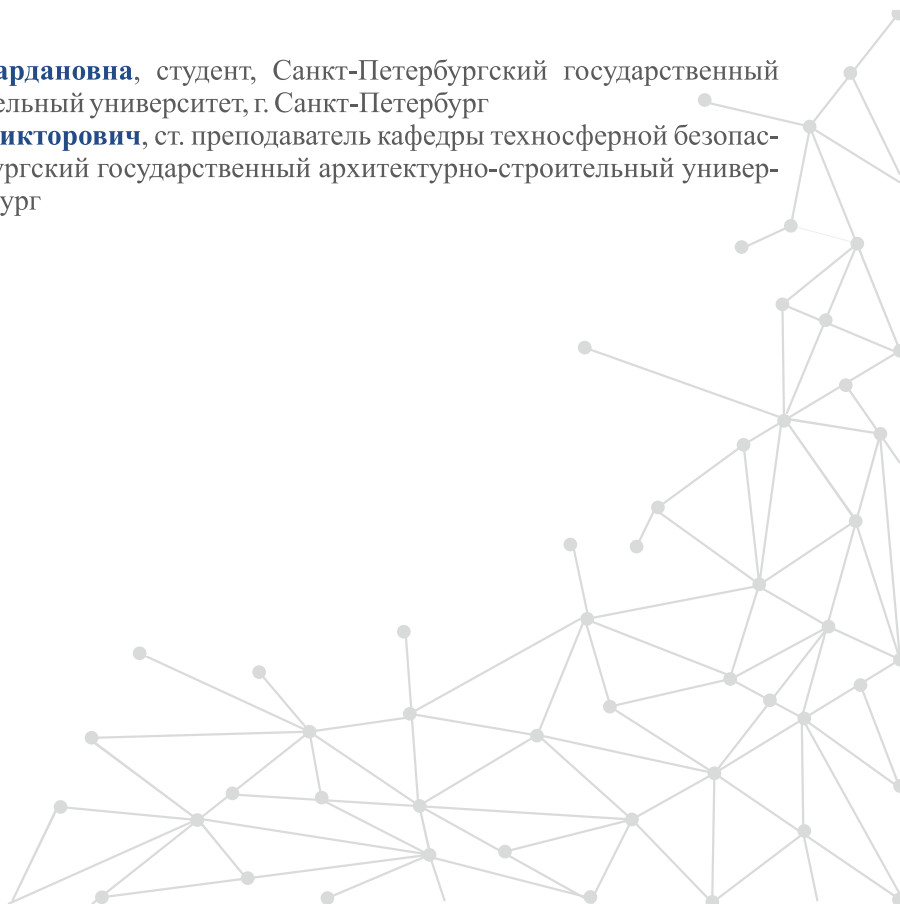 ардановна, студент, Санкт-Петербургский государственный
ельный университет, г. Санкт-Петербург
икторович, ст. преподаватель кафедры техносферной безопас-
ургский государственный архитектурно-строительный универ-
ург